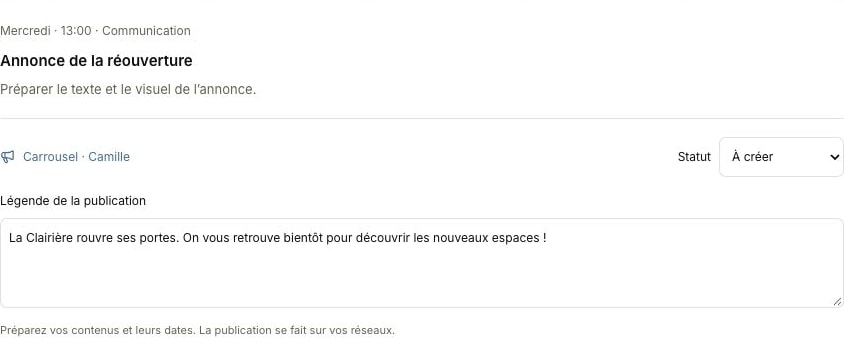 Mercredi · 13:00 · Communication
Annonce de la réouverture
Préparer le texte et le visuel de l’annonce.
Carrousel · Camille
Statut
À créer
Légende de la publication
La Clairière rouvre ses portes. On vous retrouve bientôt pour découvrir les nouveaux espaces !
Préparez vos contenus et leurs dates. La publication se fait sur vos réseaux.